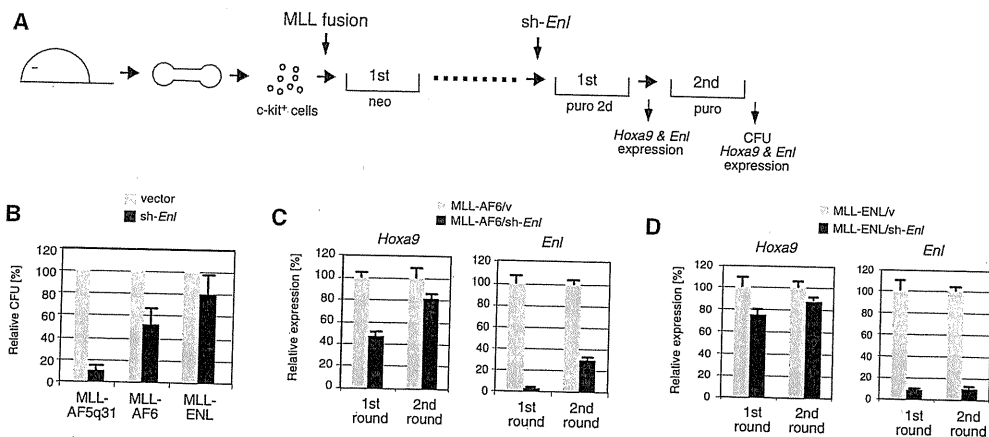 A
MLL fusion
sh-Enl
1st
1st
2nd
neo
puro 2d
puro
c-kit+ cells
Hoxa9 & Enl
expression
CFU
Hoxa9 & Enl
expression
B
vector
sh-Enl
Relative CFU [%]
120
100
80
60
40
20
0
MLL-
AF5q31
MLL-
AF6
MLL-
ENL
C
MLL-AF6/v
MLL-AF6/sh-Enl
Hoxa9
Relative expression [%]
120
100
80
60
40
20
0
1st
round
2nd
round
Enl
120
100
80
60
40
20
0
1st
round
2nd
round
D
MLL-ENL/v
MLL-ENL/sh-Enl
Hoxa9
Relative expression [%]
120
100
80
60
40
20
0
1st
round
2nd
round
Enl
120
100
80
60
40
20
0
1st
round
2nd
round